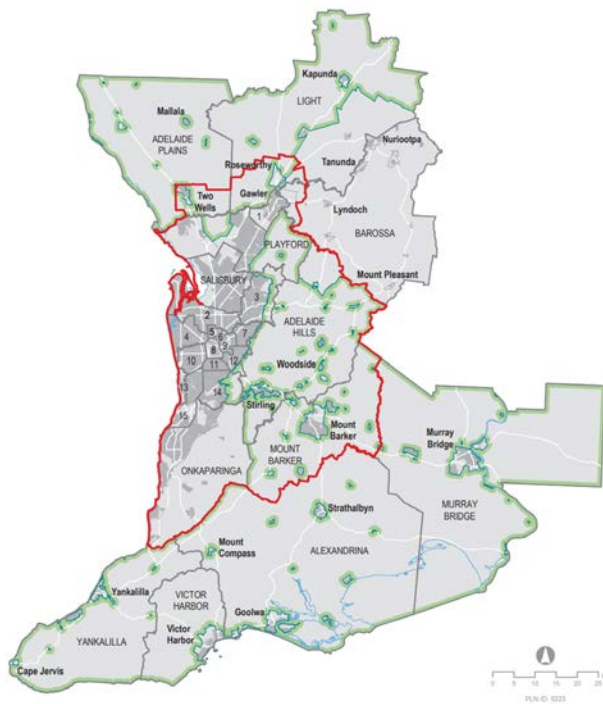 Kapunda
LIGHT
Mallala
ADELAIDE
PLAINS
Nuriootpa
Roseworthy
Tanunda
Two
Wells
Gawler
1
Lyndoch
BAROSSA
PLAYFORD
Mount Pleasant
SALISBURY
2
3
ADELAIDE
HILLS
4
5
6
7
8
9
10
11
12
Woodside
13
14
Stirling
15
Mount
Barker
MOUNT
BARKER
Murray
Bridge
ONKAPARINGA
MURRAY
BRIDGE
Strathalbyn
Mount
Compass
ALEXANDRINA
Yankalilla
VICTOR
HARBOR
Goolwa
YANKALILLA
Victor
Harbor
Cape Jervis
0 5 10 15 20 25
PLN ID: 5223